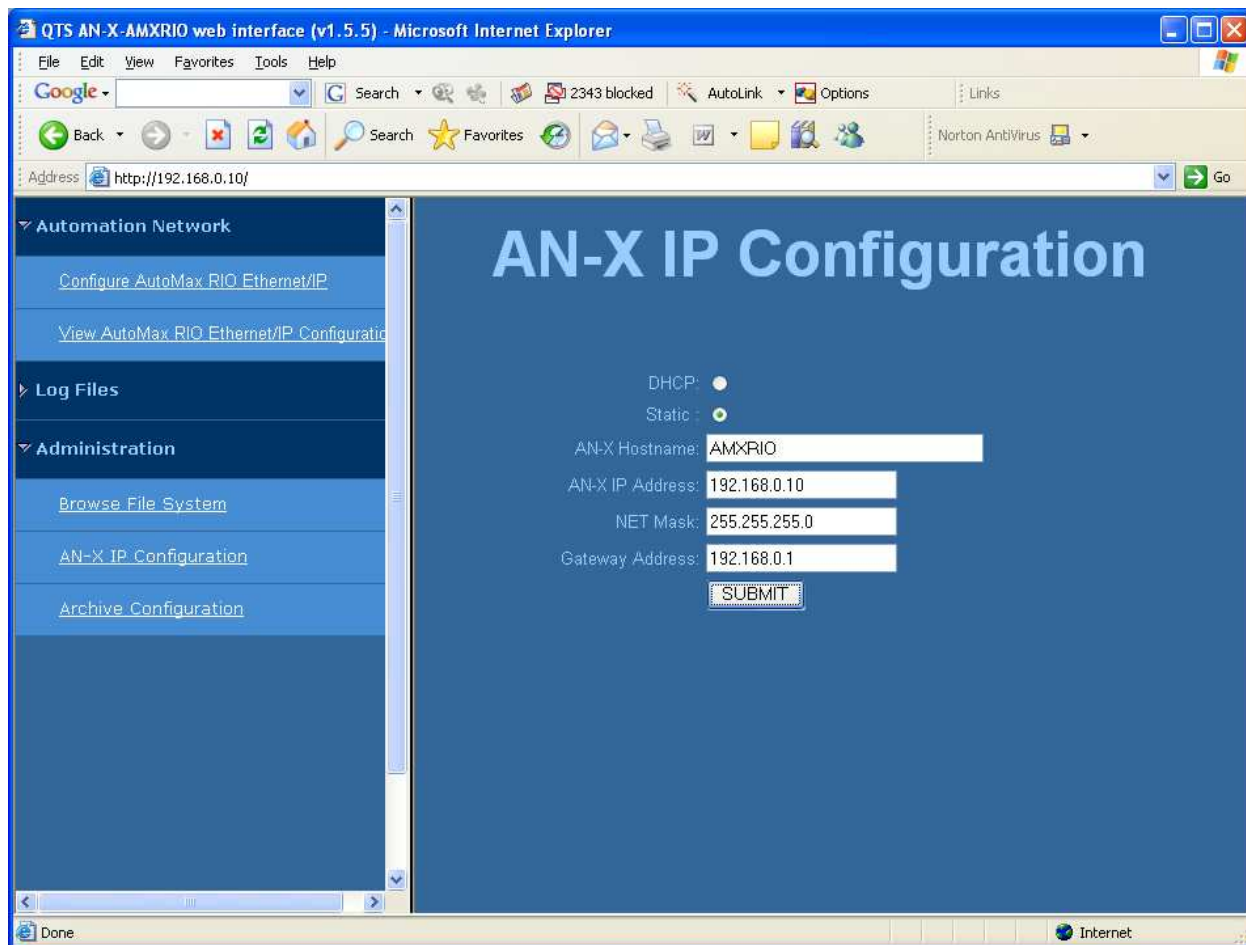 QTS AN-X-AMXRIO web interface (v1.5.5) - Microsoft Internet Explorer
File Edit View Favorites Tools Help
Google Search 2343 blocked AutoLink Options Links
Back Search Favorites Norton AntiVirus
Address http://192.168.0.10/ Go
Automation Network
Configure AutoMax RIO Ethernet/IP
View AutoMax RIO Ethernet/IP Configuratio
Log Files
Administration
Browse File System
AN-X IP Configuration
Archive Configuration
AN-X IP Configuration
DHCP:
Static :
AN-X Hostname: AMXRIO
AN-X IP Address: 192.168.0.10
NET Mask: 255.255.255.0
Gateway Address: 192.168.0.1
SUBMIT
Done Internet